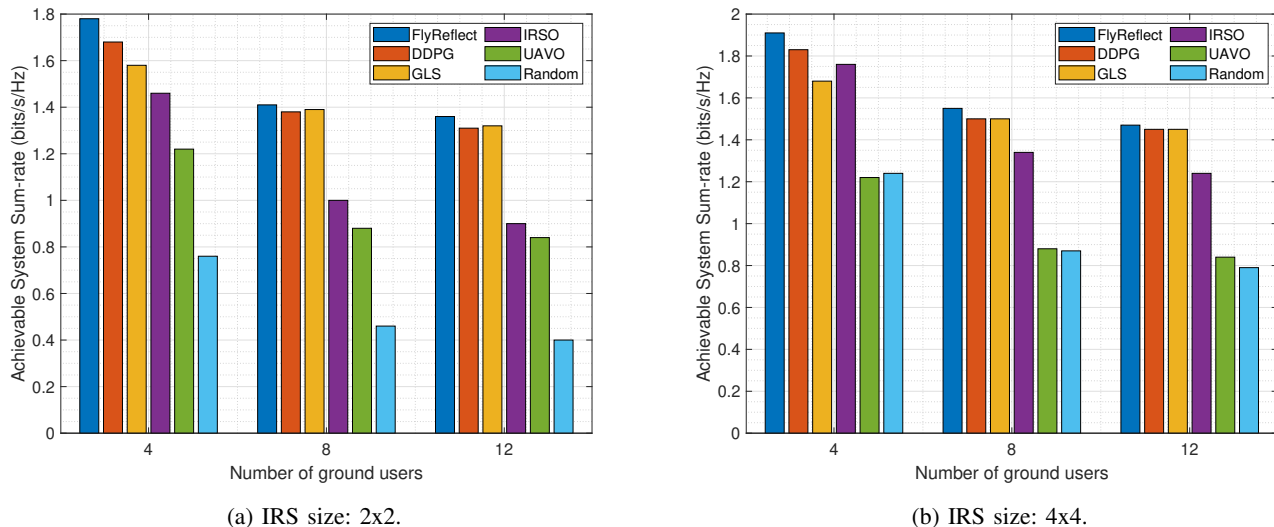 FlyReflect
DDPG
GLS
IRSO
UAVO
Random
Achievable System Sum-rate (bits/s/Hz)
1.8
1.6
1.4
1.2
1
0.8
0.6
0.4
0.2
0
4
8
12
Number of ground users
(a) IRS size: 2x2.
FlyReflect
DDPG
GLS
IRSO
UAVO
Random
Achievable System Sum-rate (bits/s/Hz)
2
1.8
1.6
1.4
1.2
1
0.8
0.6
0.4
0.2
0
4
8
12
Number of ground users
(b) IRS size: 4x4.